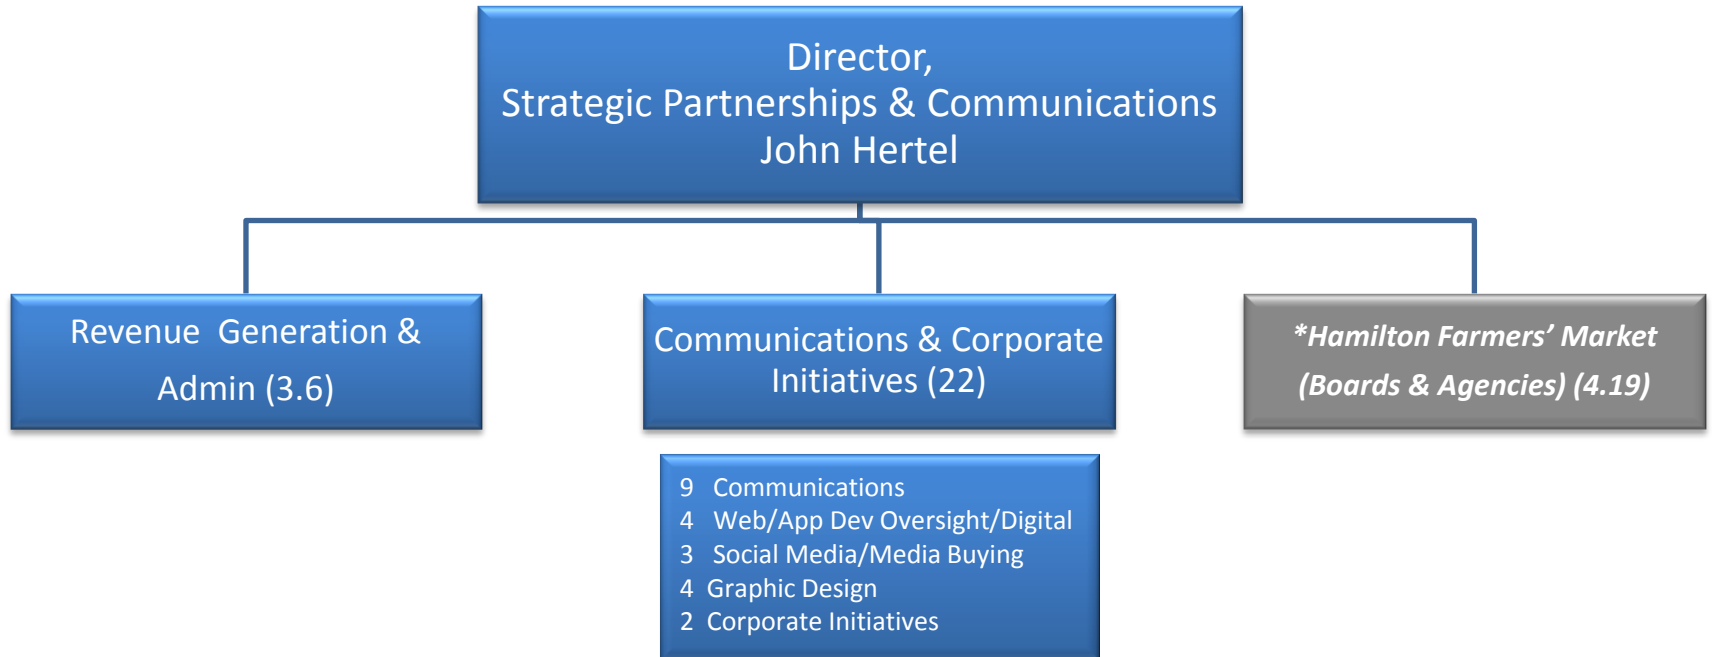 Director,
Strategic Partnerships & Communications
John Hertel
Revenue Generation &
Admin (3.6)
Communications & Corporate
Initiatives (22)
*Hamilton Farmers’ Market
(Boards & Agencies) (4.19)
9 Communications
4 Web/App Dev Oversight/Digital
3 Social Media/Media Buying
4 Graphic Design
2 Corporate Initiatives